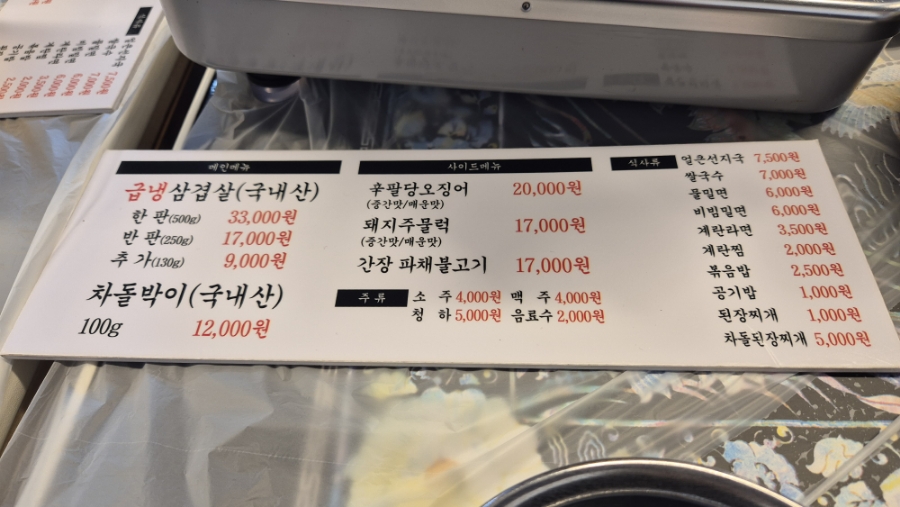 메인메뉴
급냉삼겹살(국내산)
한 판(500g) 33,000원
반 판(250g) 17,000원
추 가(130g) 9,000원
차돌박이(국내산)
100g 12,000원
사이드메뉴
쭉팔당오징어 20,000원
(중간맛/매운맛)
돼지주물럭 17,000원
(중간맛/매운맛)
간장 파채불고기 17,000원
주 류
소 주 4,000원 맥 주 4,000원
청 하 5,000원 음료수 2,000원
식사류
얼큰선지국 7,500원
쌀국수 7,000원
물밀면 6,000원
비빔밀면 6,000원
계란라면 3,500원
계란찜 2,000원
볶음밥 2,500원
공기밥 1,000원
된장찌개 1,000원
차돌된장찌개 5,000원